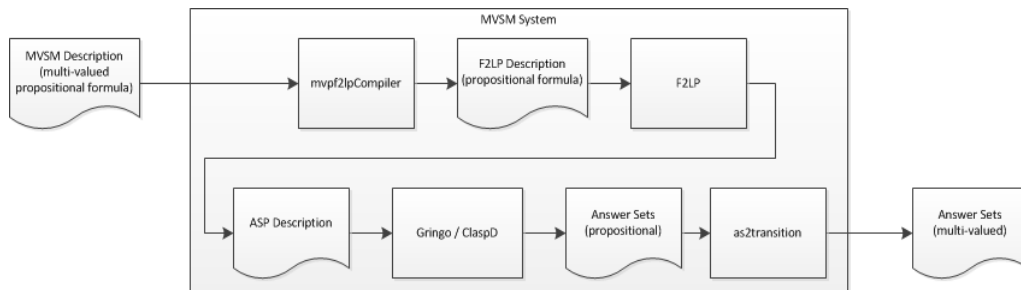 MVSM System
MVSM Description
(multi-valued
propositional formula)
mvpf2lpCompiler
F2LP Description
(propositional formula)
F2LP
ASP Description
Gringo / ClaspD
Answer Sets
(propositional)
as2transition
Answer Sets
(multi-valued)